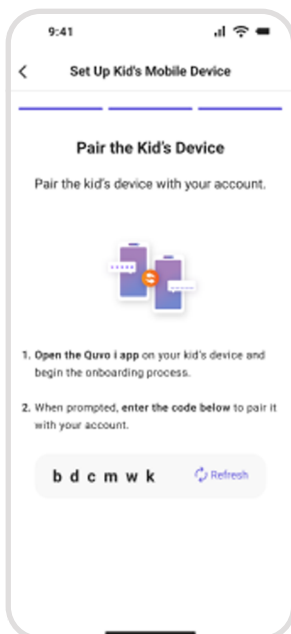 9:41
Set Up Kid's Mobile Device
Pair the Kid's Device
Pair the kid's device with your account.
1. Open the Quvo i app on your kid's device and
begin the onboarding process.
2. When prompted, enter the code below to pair it
with your account.
b d c m w k
Refresh